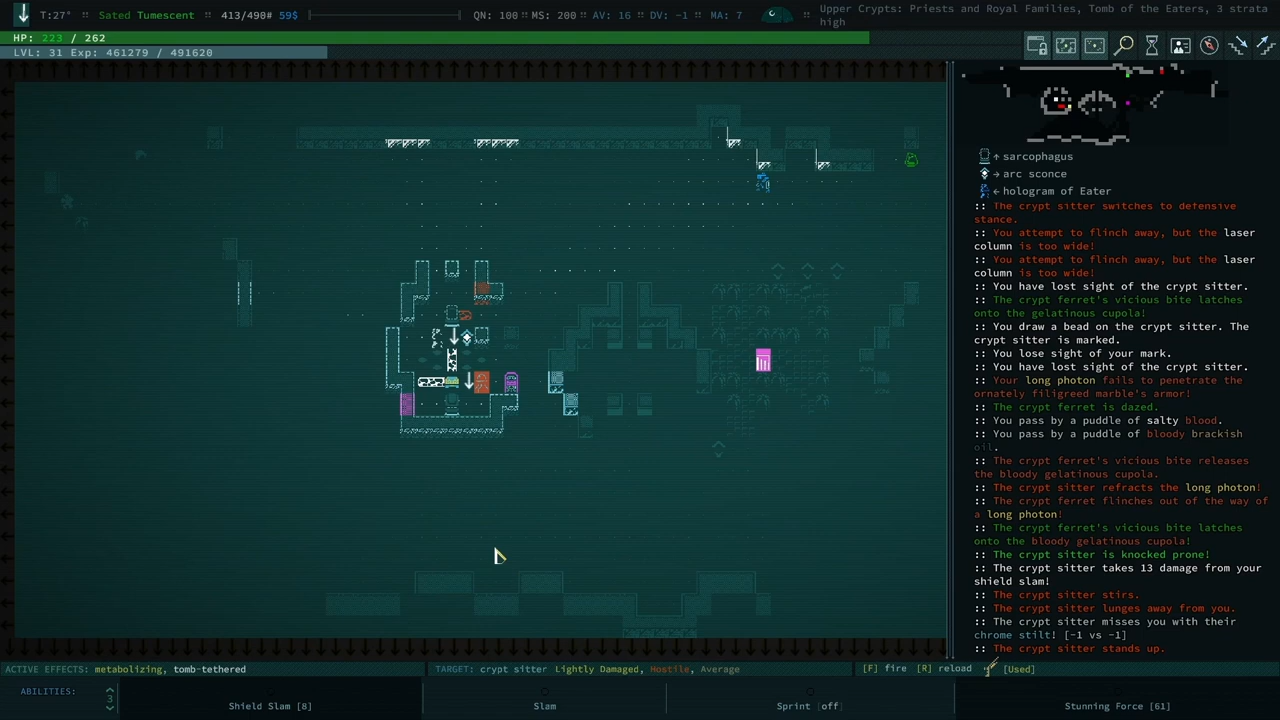 T:27° :: Sated Tumescent :: 413/490# 59$ QN: 100 :: MS: 200 :: AV: 16 :: DV: -1 :: MA: 7 :: Upper Crypts: Priests and Royal Families, Tomb of the Eaters, 3 strata
high
HP: 223 / 262
LVL: 31 Exp: 461279 / 491620
↑ sarcophagus
→ arc sconce
← hologram of Eater
:: The crypt sitter switches to defensive
stance.
:: You attempt to flinch away, but the laser
column is too wide!
:: You attempt to flinch away, but the laser
column is too wide!
:: You have lost sight of the crypt sitter.
:: The crypt ferret's vicious bite latches
onto the gelatinous cupola!
:: You draw a bead on the crypt sitter. The
crypt sitter is marked.
:: You lose sight of your mark.
:: You have lost sight of the crypt sitter.
:: Your long photon fails to penetrate the
ornately filigreed marble's armor!
:: The crypt ferret is dazed.
:: You pass by a puddle of salty blood.
:: You pass by a puddle of bloody brackish
oil.
:: The crypt ferret's vicious bite releases
the bloody gelatinous cupola.
:: The crypt sitter refracts the long photon!
:: The crypt ferret flinches out of the way of
a long photon!
:: The crypt ferret's vicious bite latches
onto the bloody gelatinous cupola!
:: The crypt sitter is knocked prone!
:: The crypt sitter takes 13 damage from your
shield slam!
:: The crypt sitter stirs.
:: The crypt sitter lunges away from you.
:: The crypt sitter misses you with their
chrome stilt! [-1 vs -1]
:: The crypt sitter stands up.
ACTIVE EFFECTS: metabolizing, tomb-tethered
TARGET: crypt sitter Lightly Damaged, Hostile, Average
[F] fire [R] reload [Used]
ABILITIES:
3
Shield Slam [8]
Slam
Sprint [off]
Stunning Force [61]